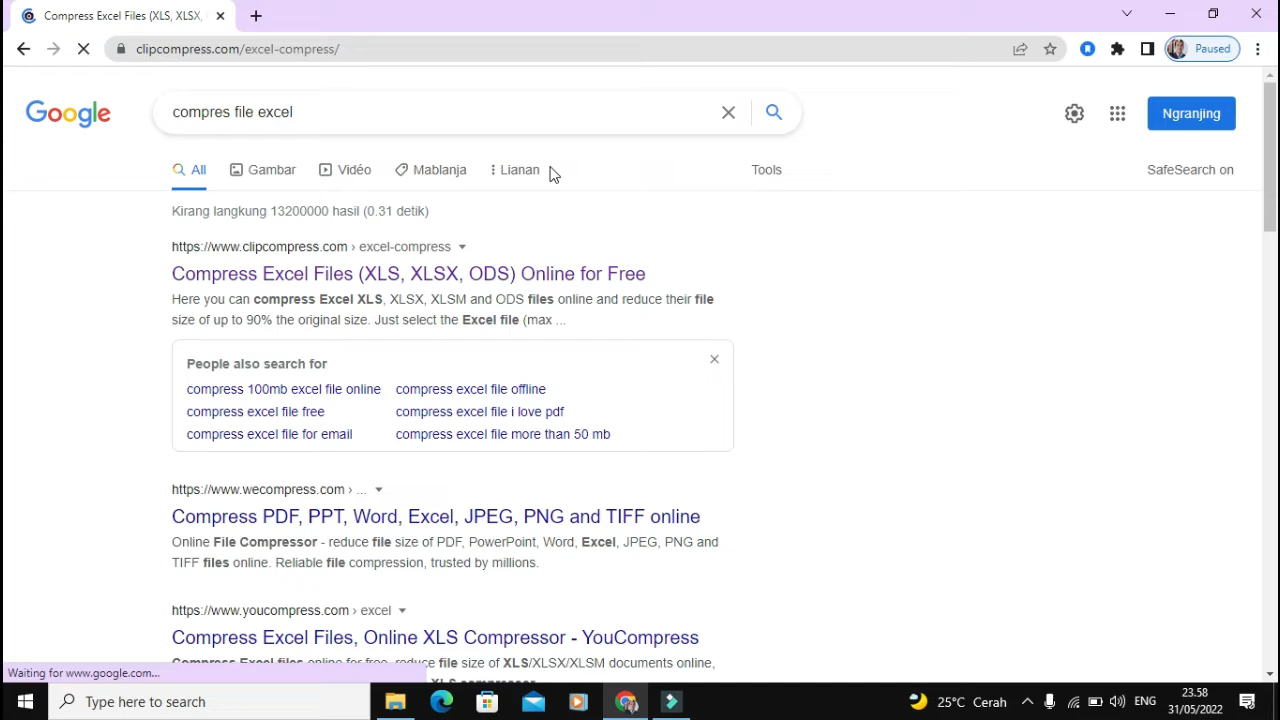 Compress Excel Files (XLS, XLSX,
clipcompress.com/excel-compress/
Paused
Google
compres file excel
Ngranjing
All
Gambar
Vidéo
Mablanja
Lianan
Tools
SafeSearch on
Kirang langkung 13200000 hasil (0.31 detik)
https://www.clipcompress.com › excel-compress
Compress Excel Files (XLS, XLSX, ODS) Online for Free
Here you can compress Excel XLS, XLSX, XLSM and ODS files online and reduce their file
size of up to 90% the original size. Just select the Excel file (max ...
People also search for
compress 100mb excel file online
compress excel file offline
compress excel file free
compress excel file i love pdf
compress excel file for email
compress excel file more than 50 mb
https://www.wecompress.com › ...
Compress PDF, PPT, Word, Excel, JPEG, PNG and TIFF online
Online File Compressor - reduce file size of PDF, PowerPoint, Word, Excel, JPEG, PNG and
TIFF files online. Reliable file compression, trusted by millions.
https://www.youcompress.com › excel
Compress Excel Files, Online XLS Compressor - YouCompress
Compress Excel files online for free, reduce file size of XLS/XLSX/XLSM documents online,
XLS compressor
Waiting for www.google.com...
Type here to search
25°C Cerah
ENG
23.58
31/05/2022